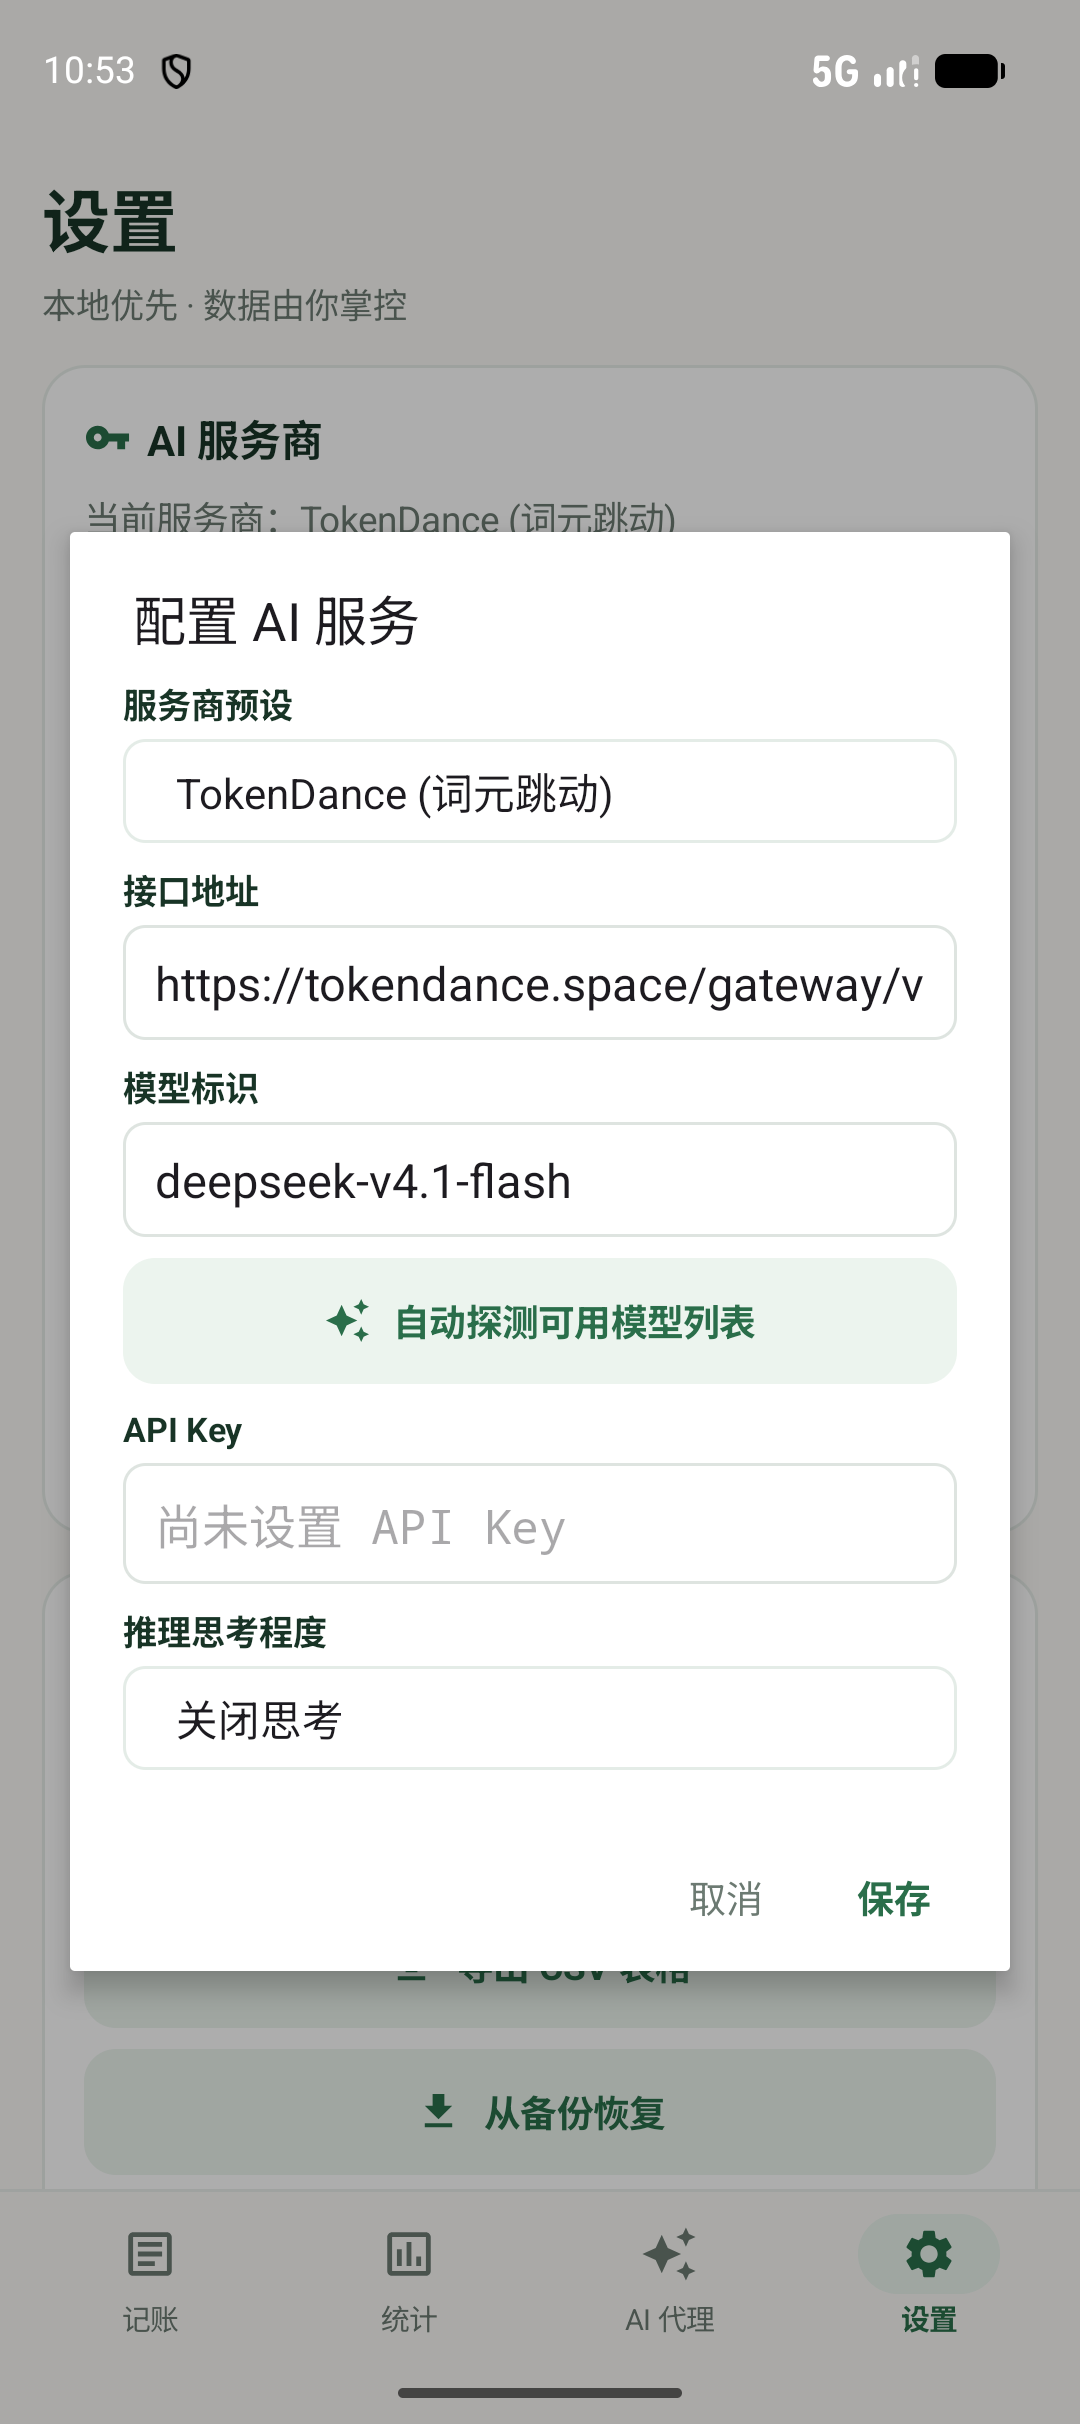 10:53
5G
设置
本地优先 · 数据由你掌控
AI 服务商
当前服务商：TokenDance (词元跳动)
配置 AI 服务
服务商预设
TokenDance (词元跳动)
接口地址
https://tokendance.space/gateway/v
模型标识
deepseek-v4.1-flash
自动探测可用模型列表
API Key
尚未设置 API Key
推理思考程度
关闭思考
取消
保存
导出 CSV 表格
从备份恢复
记账
统计
AI 代理
设置